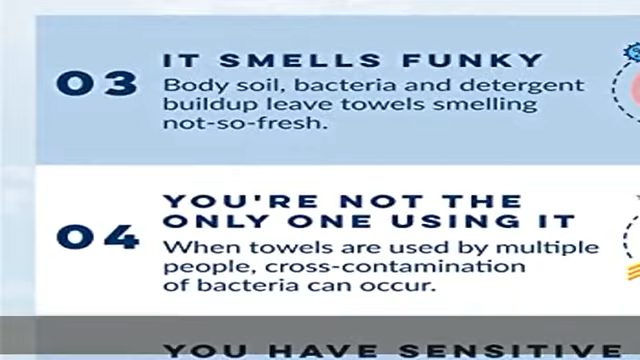 03
IT SMELLS FUNKY
Body soil, bacteria and detergent
buildup leave towels smelling
not-so-fresh.
04
YOU'RE NOT THE
ONLY ONE USING IT
When towels are used by multiple
people, cross-contamination
of bacteria can occur.
YOU HAVE SENSITIVE